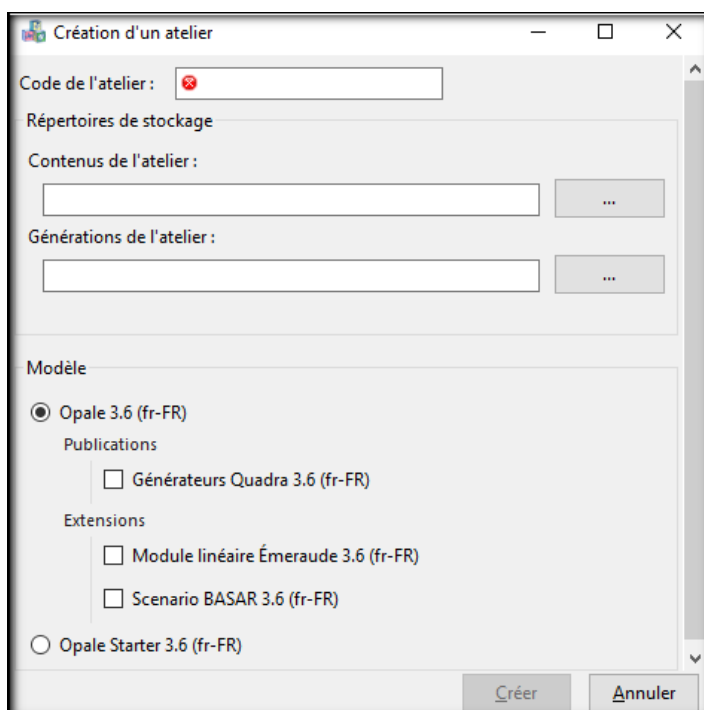 Création d'un atelier
Code de l'atelier :
Répertoires de stockage
Contenus de l'atelier :
...
Générations de l'atelier :
...
Modèle
Opale 3.6 (fr-FR)
Publications
Générateurs Quadra 3.6 (fr-FR)
Extensions
Module linéaire Émeraude 3.6 (fr-FR)
Scenario BASAR 3.6 (fr-FR)
Opale Starter 3.6 (fr-FR)
Créer Annuler